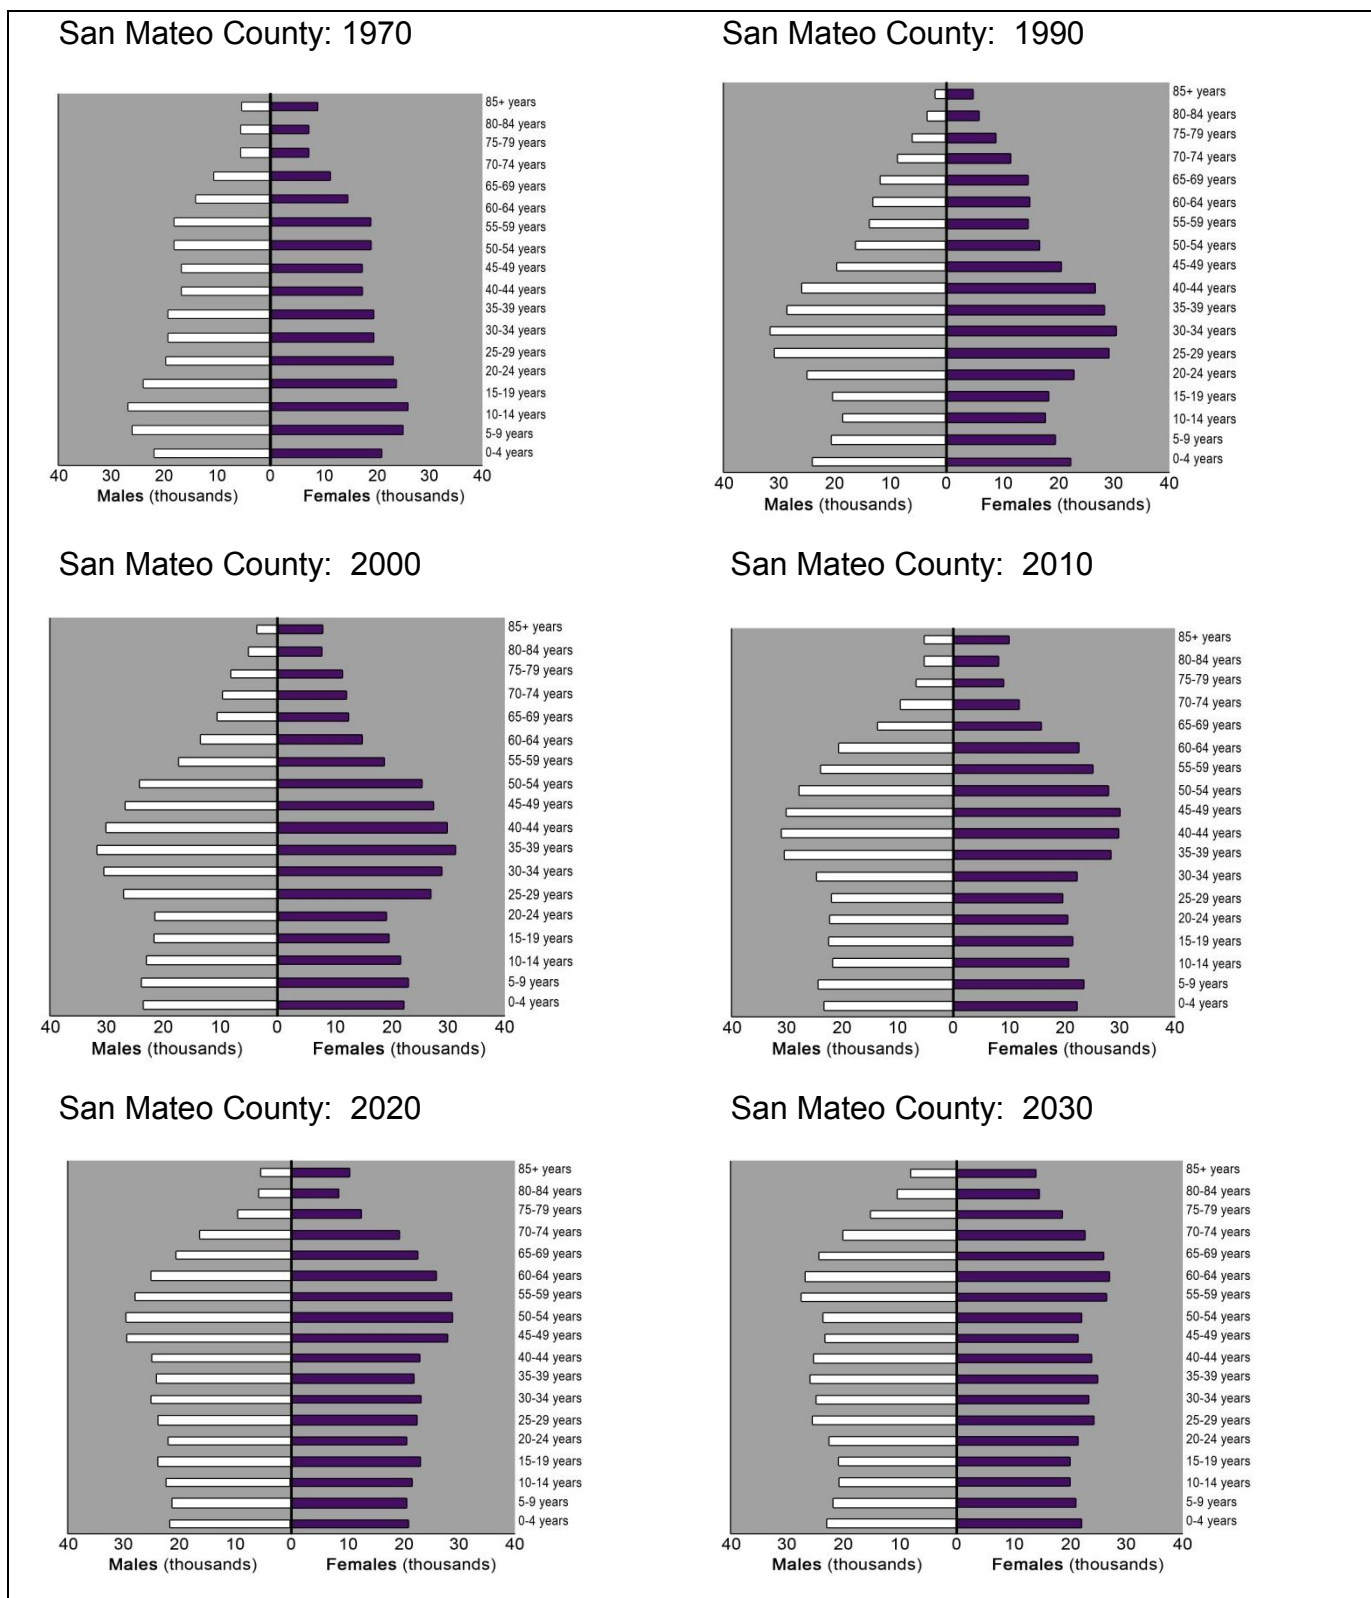 San Mateo County: 1970
85+ years
80-84 years
75-79 years
70-74 years
65-69 years
60-64 years
55-59 years
50-54 years
45-49 years
40-44 years
35-39 years
30-34 years
25-29 years
20-24 years
15-19 years
10-14 years
5-9 years
0-4 years
40 30 20 10 0 10 20 30 40
Males (thousands) Females (thousands)
San Mateo County: 1990
85+ years
80-84 years
75-79 years
70-74 years
65-69 years
60-64 years
55-59 years
50-54 years
45-49 years
40-44 years
35-39 years
30-34 years
25-29 years
20-24 years
15-19 years
10-14 years
5-9 years
0-4 years
40 30 20 10 0 10 20 30 40
Males (thousands) Females (thousands)
San Mateo County: 2000
85+ years
80-84 years
75-79 years
70-74 years
65-69 years
60-64 years
55-59 years
50-54 years
45-49 years
40-44 years
35-39 years
30-34 years
25-29 years
20-24 years
15-19 years
10-14 years
5-9 years
0-4 years
40 30 20 10 0 10 20 30 40
Males (thousands) Females (thousands)
San Mateo County: 2010
85+ years
80-84 years
75-79 years
70-74 years
65-69 years
60-64 years
55-59 years
50-54 years
45-49 years
40-44 years
35-39 years
30-34 years
25-29 years
20-24 years
15-19 years
10-14 years
5-9 years
0-4 years
40 30 20 10 0 10 20 30 40
Males (thousands) Females (thousands)
San Mateo County: 2020
85+ years
80-84 years
75-79 years
70-74 years
65-69 years
60-64 years
55-59 years
50-54 years
45-49 years
40-44 years
35-39 years
30-34 years
25-29 years
20-24 years
15-19 years
10-14 years
5-9 years
0-4 years
40 30 20 10 0 10 20 30 40
Males (thousands) Females (thousands)
San Mateo County: 2030
85+ years
80-84 years
75-79 years
70-74 years
65-69 years
60-64 years
55-59 years
50-54 years
45-49 years
40-44 years
35-39 years
30-34 years
25-29 years
20-24 years
15-19 years
10-14 years
5-9 years
0-4 years
40 30 20 10 0 10 20 30 40
Males (thousands) Females (thousands)